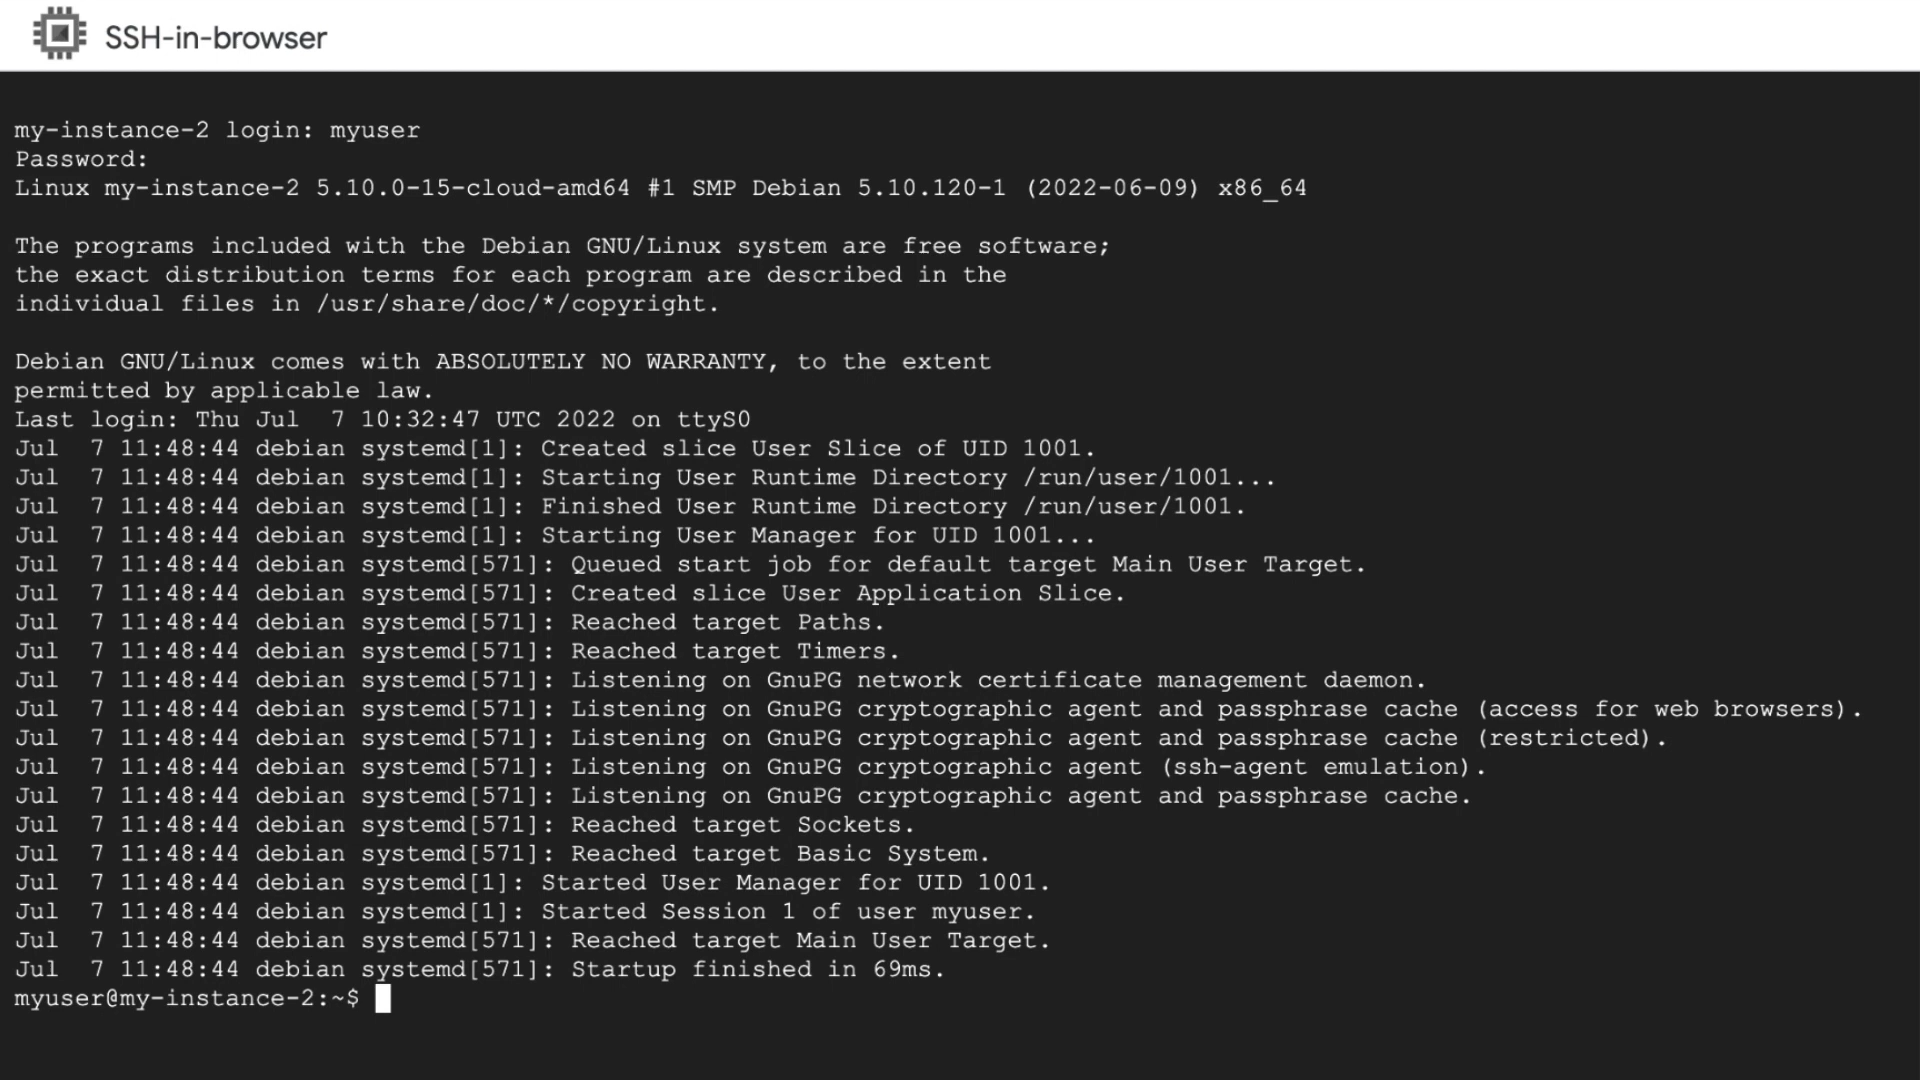 SSH-in-browser
my-instance-2 login: myuser
Password:
Linux my-instance-2 5.10.0-15-cloud-amd64 #1 SMP Debian 5.10.120-1 (2022-06-09) x86_64
The programs included with the Debian GNU/Linux system are free software;
the exact distribution terms for each program are described in the
individual files in /usr/share/doc/*/copyright.
Debian GNU/Linux comes with ABSOLUTELY NO WARRANTY, to the extent
permitted by applicable law.
Last login: Thu Jul  7 10:32:47 UTC 2022 on ttyS0
Jul  7 11:48:44 debian systemd[1]: Created slice User Slice of UID 1001.
Jul  7 11:48:44 debian systemd[1]: Starting User Runtime Directory /run/user/1001...
Jul  7 11:48:44 debian systemd[1]: Finished User Runtime Directory /run/user/1001.
Jul  7 11:48:44 debian systemd[1]: Starting User Manager for UID 1001...
Jul  7 11:48:44 debian systemd[571]: Queued start job for default target Main User Target.
Jul  7 11:48:44 debian systemd[571]: Created slice User Application Slice.
Jul  7 11:48:44 debian systemd[571]: Reached target Paths.
Jul  7 11:48:44 debian systemd[571]: Reached target Timers.
Jul  7 11:48:44 debian systemd[571]: Listening on GnuPG network certificate management daemon.
Jul  7 11:48:44 debian systemd[571]: Listening on GnuPG cryptographic agent and passphrase cache (access for web browsers).
Jul  7 11:48:44 debian systemd[571]: Listening on GnuPG cryptographic agent and passphrase cache (restricted).
Jul  7 11:48:44 debian systemd[571]: Listening on GnuPG cryptographic agent (ssh-agent emulation).
Jul  7 11:48:44 debian systemd[571]: Listening on GnuPG cryptographic agent and passphrase cache.
Jul  7 11:48:44 debian systemd[571]: Reached target Sockets.
Jul  7 11:48:44 debian systemd[571]: Reached target Basic System.
Jul  7 11:48:44 debian systemd[1]: Started User Manager for UID 1001.
Jul  7 11:48:44 debian systemd[1]: Started Session 1 of user myuser.
Jul  7 11:48:44 debian systemd[571]: Reached target Main User Target.
Jul  7 11:48:44 debian systemd[571]: Startup finished in 69ms.
myuser@my-instance-2:~$